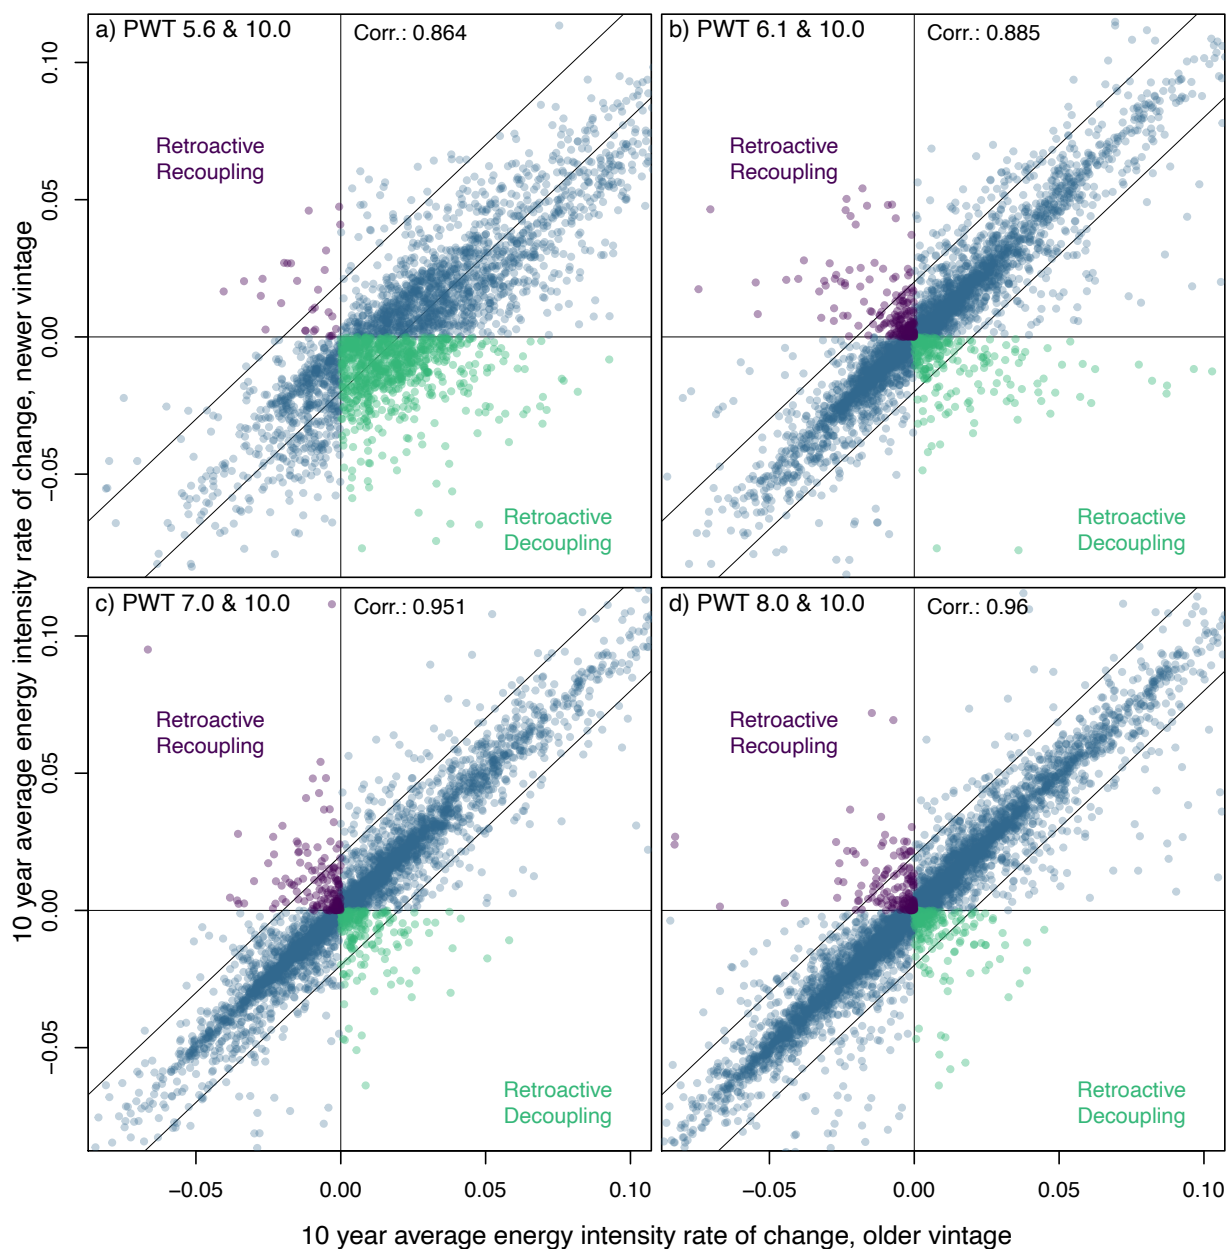 a) PWT 5.6 & 10.0
Corr.: 0.864
Retroactive
Recoupling
Retroactive
Decoupling
b) PWT 6.1 & 10.0
Corr.: 0.885
Retroactive
Recoupling
Retroactive
Decoupling
c) PWT 7.0 & 10.0
Corr.: 0.951
Retroactive
Recoupling
Retroactive
Decoupling
d) PWT 8.0 & 10.0
Corr.: 0.96
Retroactive
Recoupling
Retroactive
Decoupling
0.10
0.05
0.00
−0.05
0.10
0.05
0.00
−0.05
10 year average energy intensity rate of change, newer vintage
−0.05
0.00
0.05
0.10
−0.05
0.00
0.05
0.10
10 year average energy intensity rate of change, older vintage